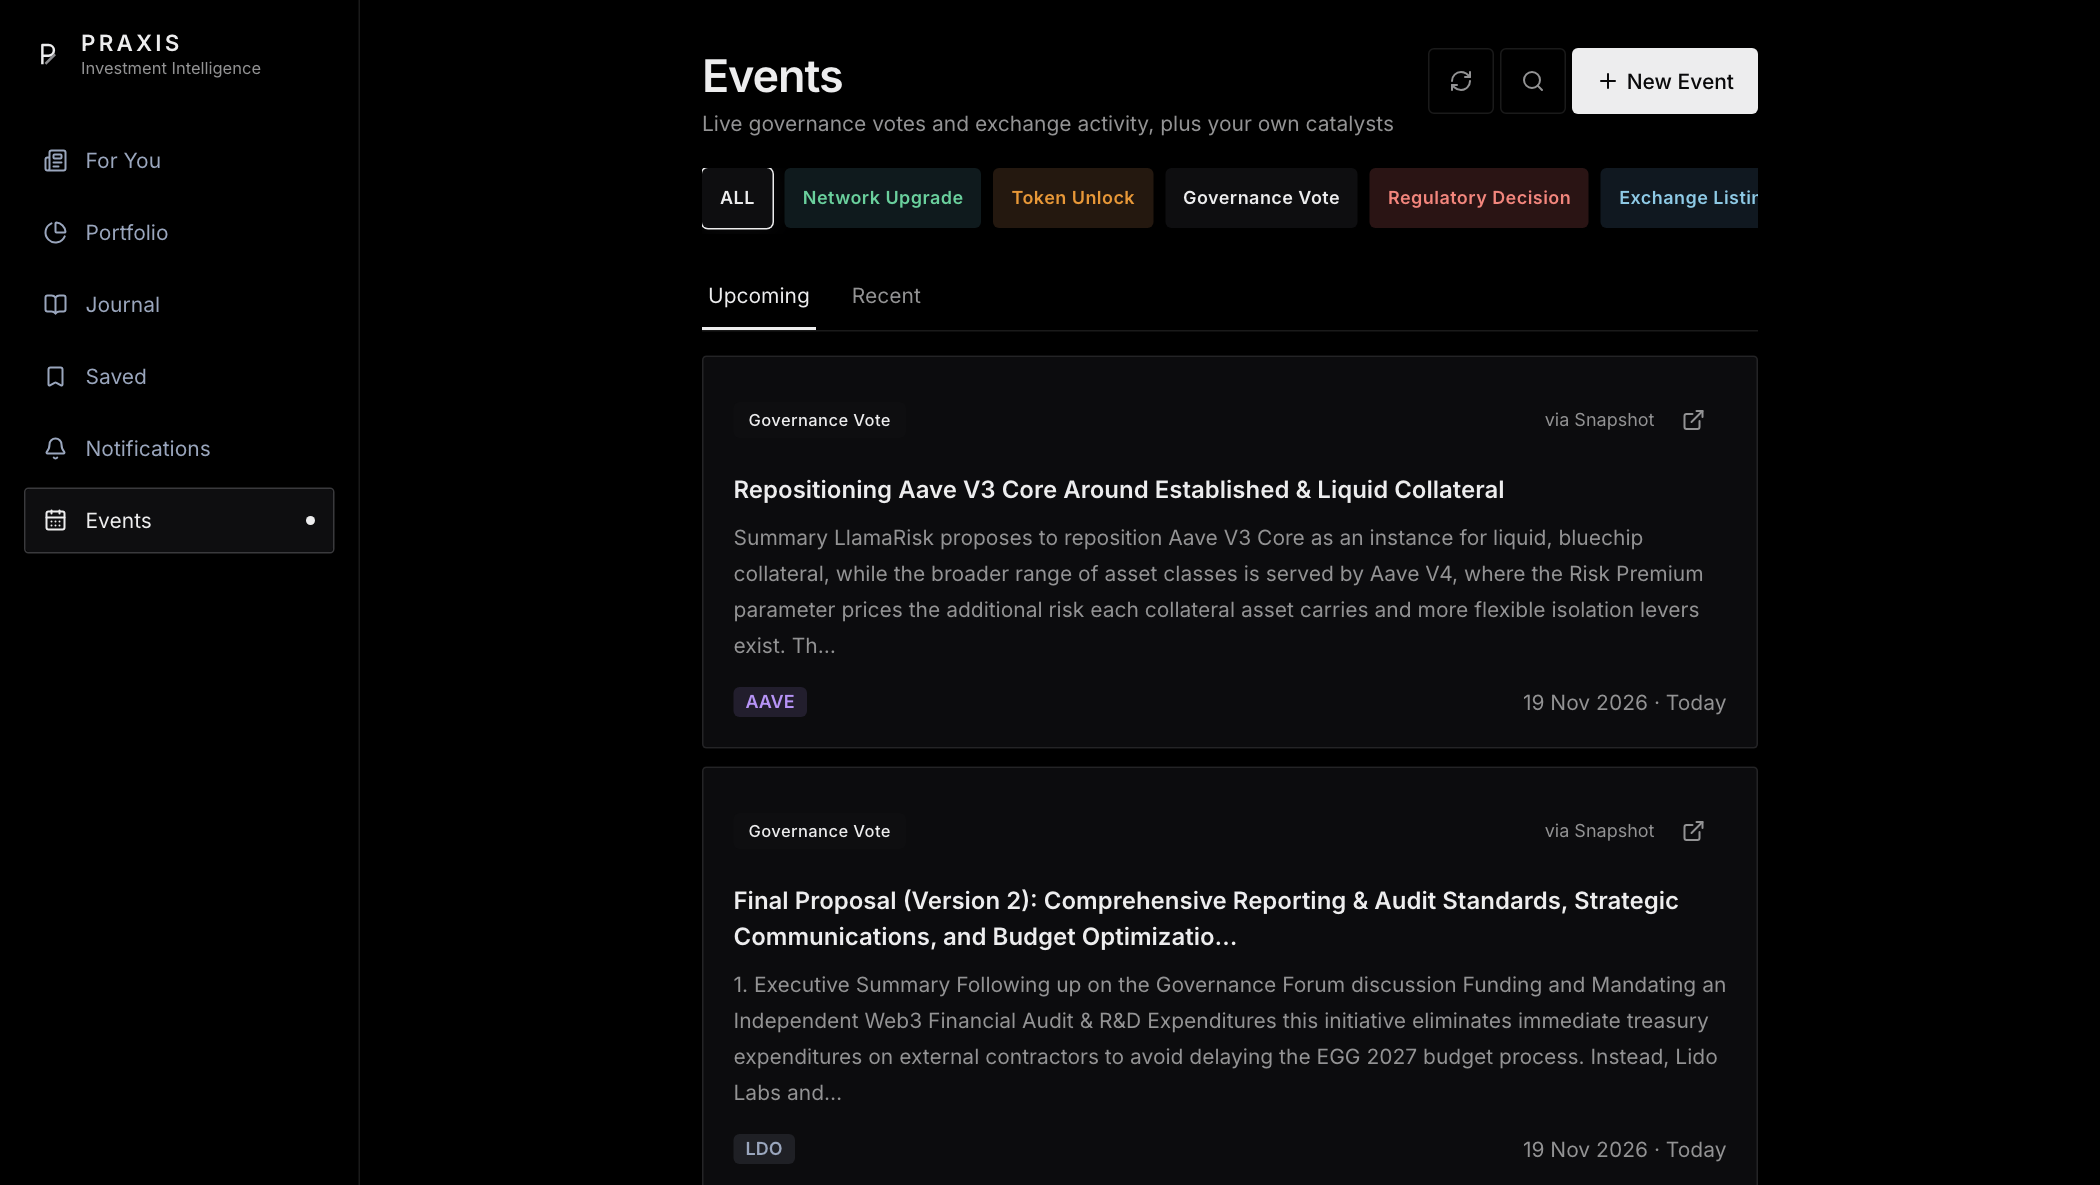 PRAXIS
Investment Intelligence
For You
Portfolio
Journal
Saved
Notifications
Events
Events
Live governance votes and exchange activity, plus your own catalysts
New Event
ALL
Network Upgrade
Token Unlock
Governance Vote
Regulatory Decision
Exchange Listin
Upcoming
Recent
Governance Vote
via Snapshot
Repositioning Aave V3 Core Around Established & Liquid Collateral
Summary LlamaRisk proposes to reposition Aave V3 Core as an instance for liquid, bluechip
collateral, while the broader range of asset classes is served by Aave V4, where the Risk Premium
parameter prices the additional risk each collateral asset carries and more flexible isolation levers
exist. Th...
AAVE
19 Nov 2026 · Today
Governance Vote
via Snapshot
Final Proposal (Version 2): Comprehensive Reporting & Audit Standards, Strategic
Communications, and Budget Optimizatio...
1. Executive Summary Following up on the Governance Forum discussion Funding and Mandating an
Independent Web3 Financial Audit & R&D Expenditures this initiative eliminates immediate treasury
expenditures on external contractors to avoid delaying the EGG 2027 budget process. Instead, Lido
Labs and...
LDO
19 Nov 2026 · Today